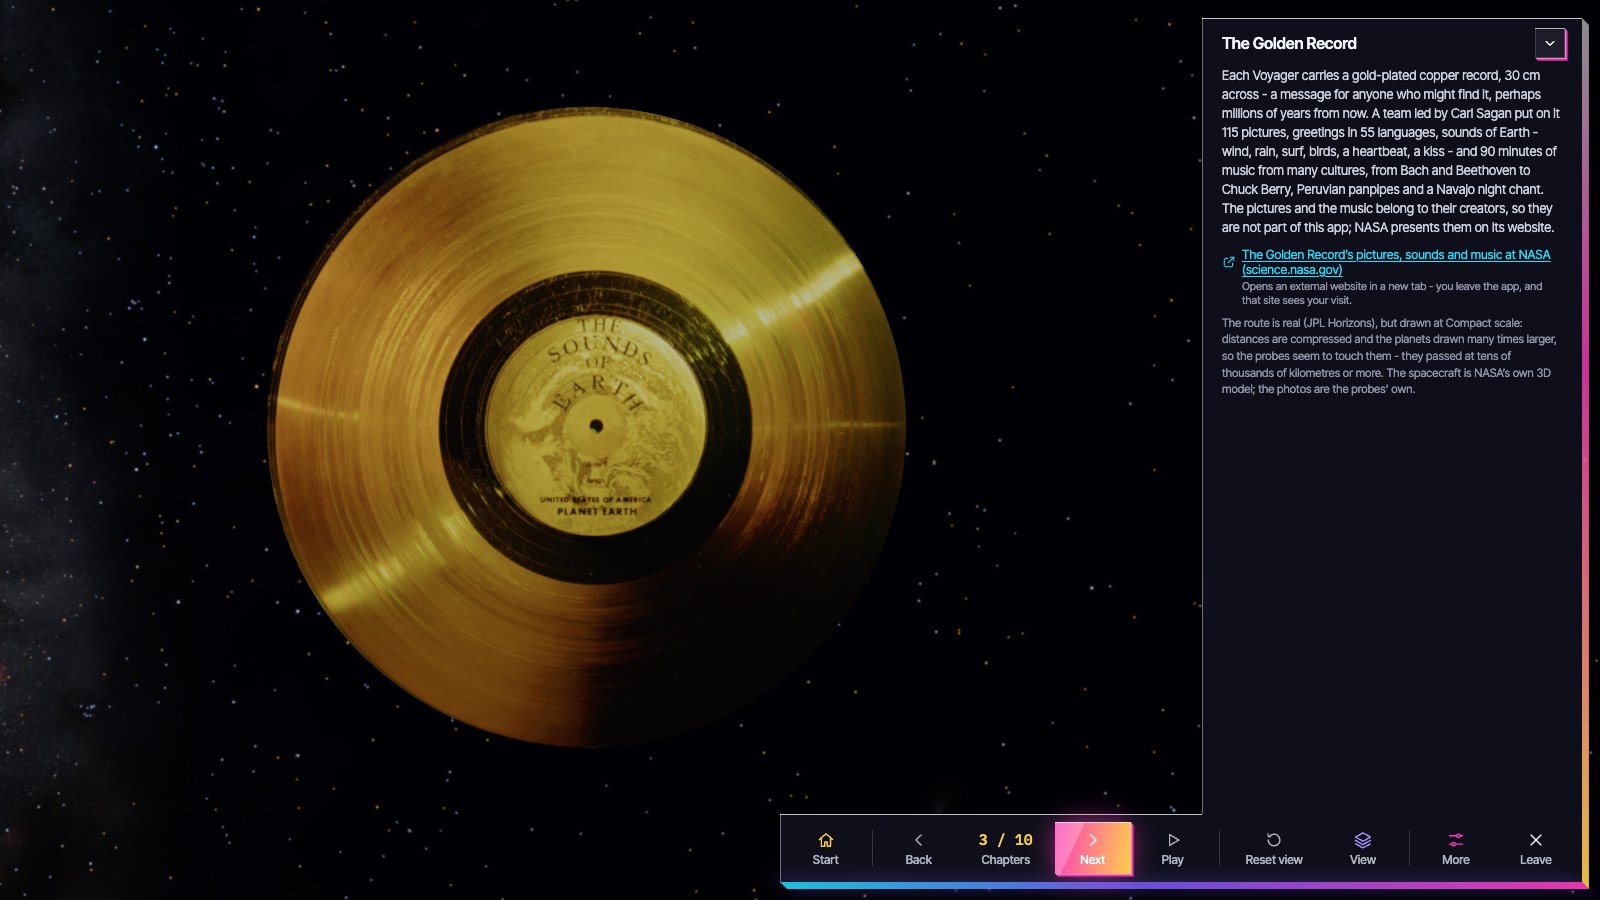 The Golden Record
Each Voyager carries a gold-plated copper record, 30 cm
across - a message for anyone who might find it, perhaps
millions of years from now. A team led by Carl Sagan put on it
115 pictures, greetings in 55 languages, sounds of Earth -
wind, rain, surf, birds, a heartbeat, a kiss - and 90 minutes of
music from many cultures, from Bach and Beethoven to
Chuck Berry, Peruvian panpipes and a Navajo night chant.
The pictures and the music belong to their creators, so they
are not part of this app; NASA presents them on its website.
The Golden Record's pictures, sounds and music at NASA
(science.nasa.gov)
Opens an external website in a new tab - you leave the app, and
that site sees your visit.
The route is real (JPL Horizons), but drawn at Compact scale:
distances are compressed and the planets drawn many times larger,
so the probes seem to touch them - they passed at tens of
thousands of kilometres or more. The spacecraft is NASA's own 3D
model; the photos are the probes' own.
THE
SOUNDS
OF
EARTH
NASA
UNITED STATES OF AMERICA
PLANET EARTH
Start
Back
3 / 10
Chapters
Next
Play
Reset view
View
More
Leave